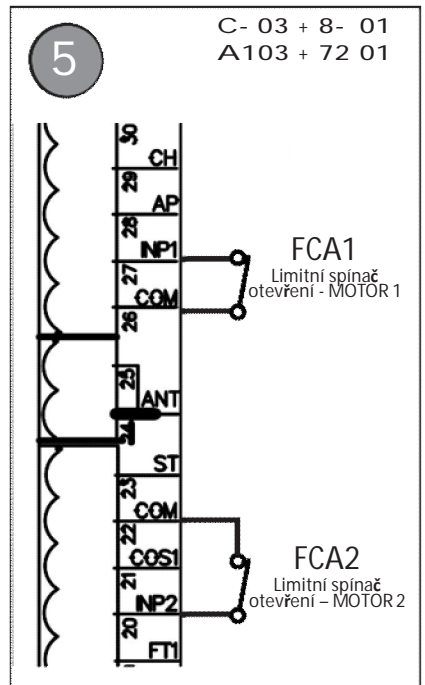 5
C- 03 + 8- 01
A103 + 72 01
30
CH
29
AP
28
INP1
27
COM
26
25
ANT
24
ST
23
COM
22
COS1
21
INP2
20
FT1
FCA1
Limitní spínač
otevření - MOTOR 1
FCA2
Limitní spínač
otevření – MOTOR 2